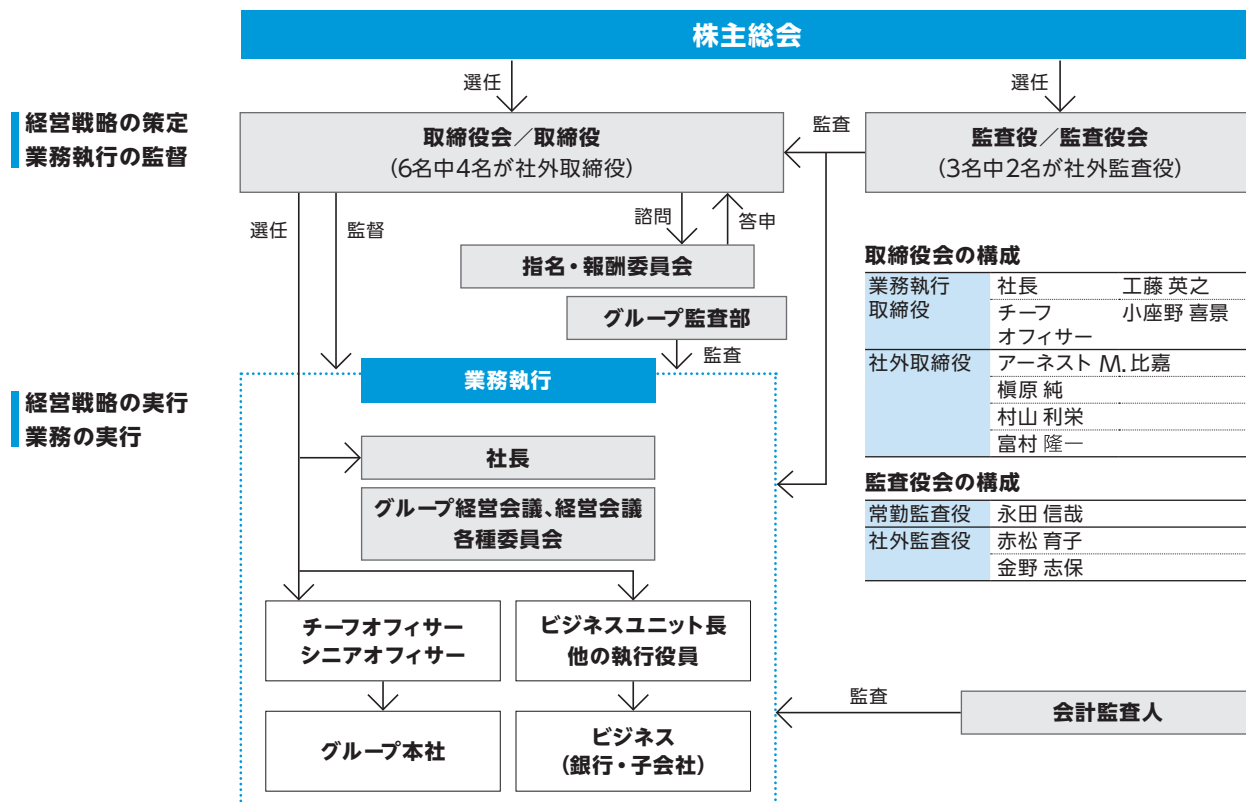 株主総会
選任
選任
経営戦略の策定
業務執行の監督
取締役会／取締役
(6名中4名が社外取締役)
監査
監査役／監査役会
(3名中2名が社外監査役)
選任
監督
諮問
答申
指名・報酬委員会
グループ監査部
監査
取締役会の構成
業務執行 社長 工藤 英之
取締役 チーフ 小座野 喜景
オフィサー
社外取締役 アーネスト M. 比嘉
槇原 純
村山 利栄
富村 隆一
監査役会の構成
常勤監査役 永田 信哉
社外監査役 赤松 育子
金野 志保
経営戦略の実行
業務の実行
業務執行
社長
グループ経営会議、経営会議
各種委員会
チーフオフィサー
シニアオフィサー
ビジネスユニット長
他の執行役員
グループ本社
ビジネス
(銀行・子会社)
監査
会計監査人